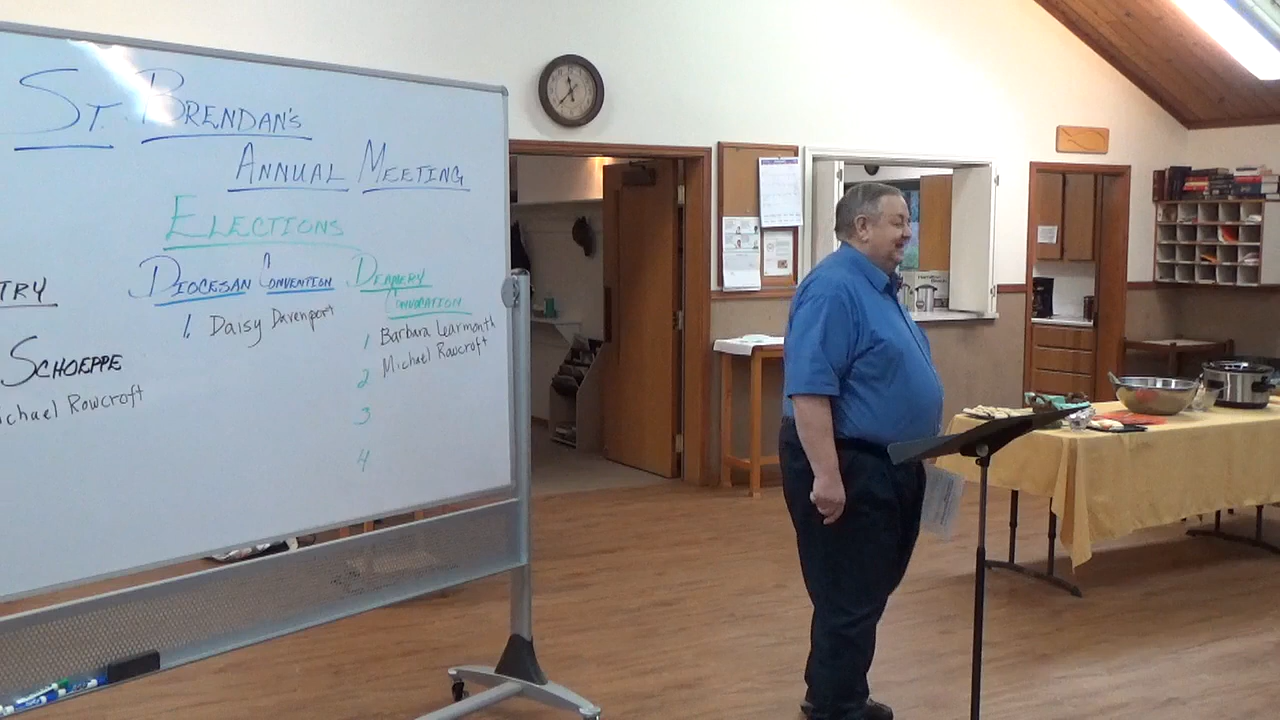 ST. BRENDAN'S
ANNUAL MEETING
ELECTIONS
TRY
SCHOEPPE
ichael Rowcroft
DIOCESAN CONVENTION
1. Daisy Davenport
DEANERY
CONVOCATION
1 Barbara Learmonth
2 Michael Rowcroft
3
4